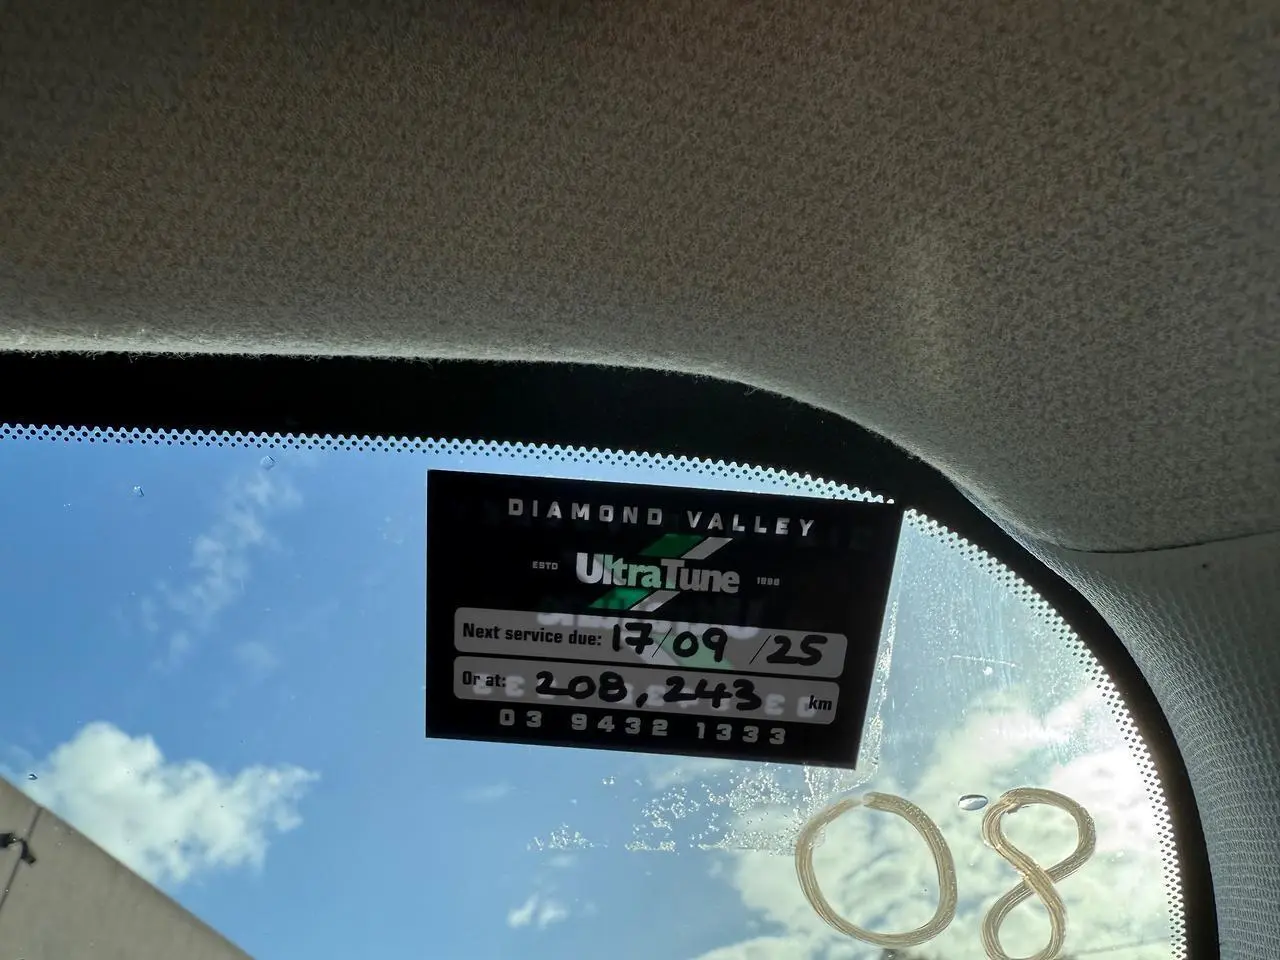 DIAMOND VALLEY
ESTD UltraTune
Next service due: 17/09/25
Or at: 208,243 km
03 9432 1333
08